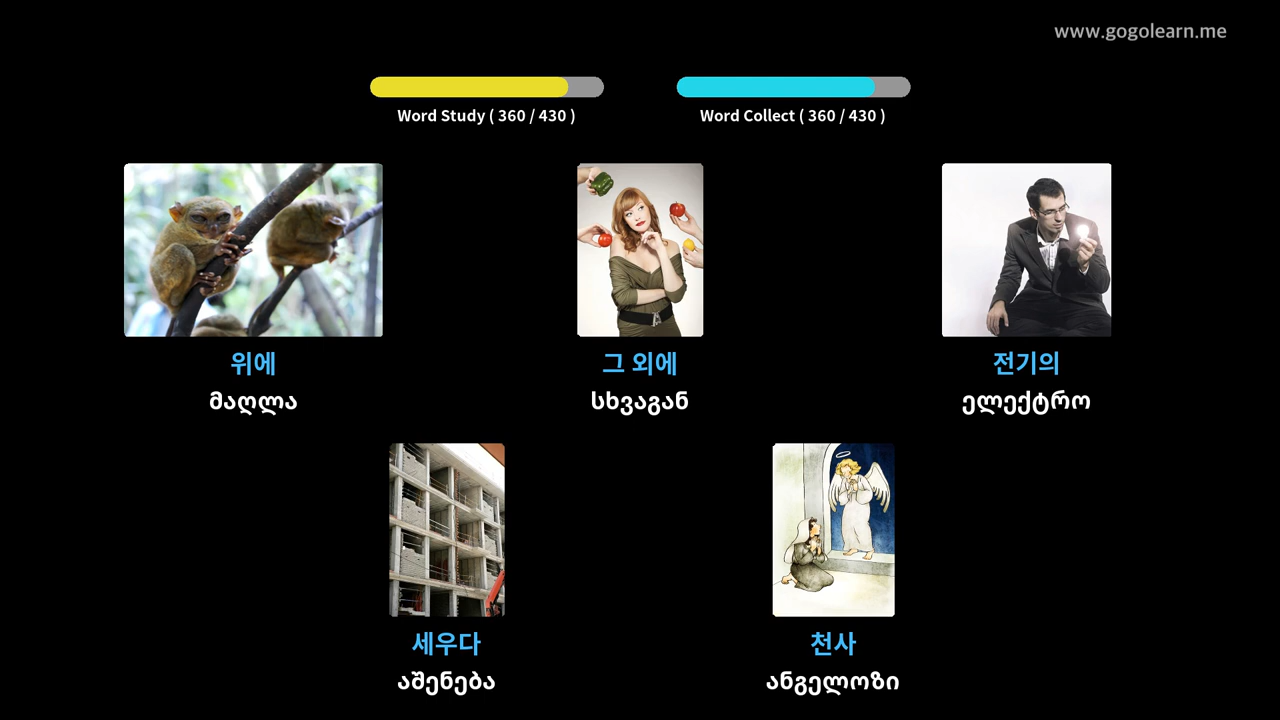 www.gogolearn.me
Word Study ( 360 / 430 )
Word Collect ( 360 / 430 )
위에
მაღლა
그 외에
სხვაგან
전기의
ელექტრო
세우다
აშენება
천사
ანგელოზი